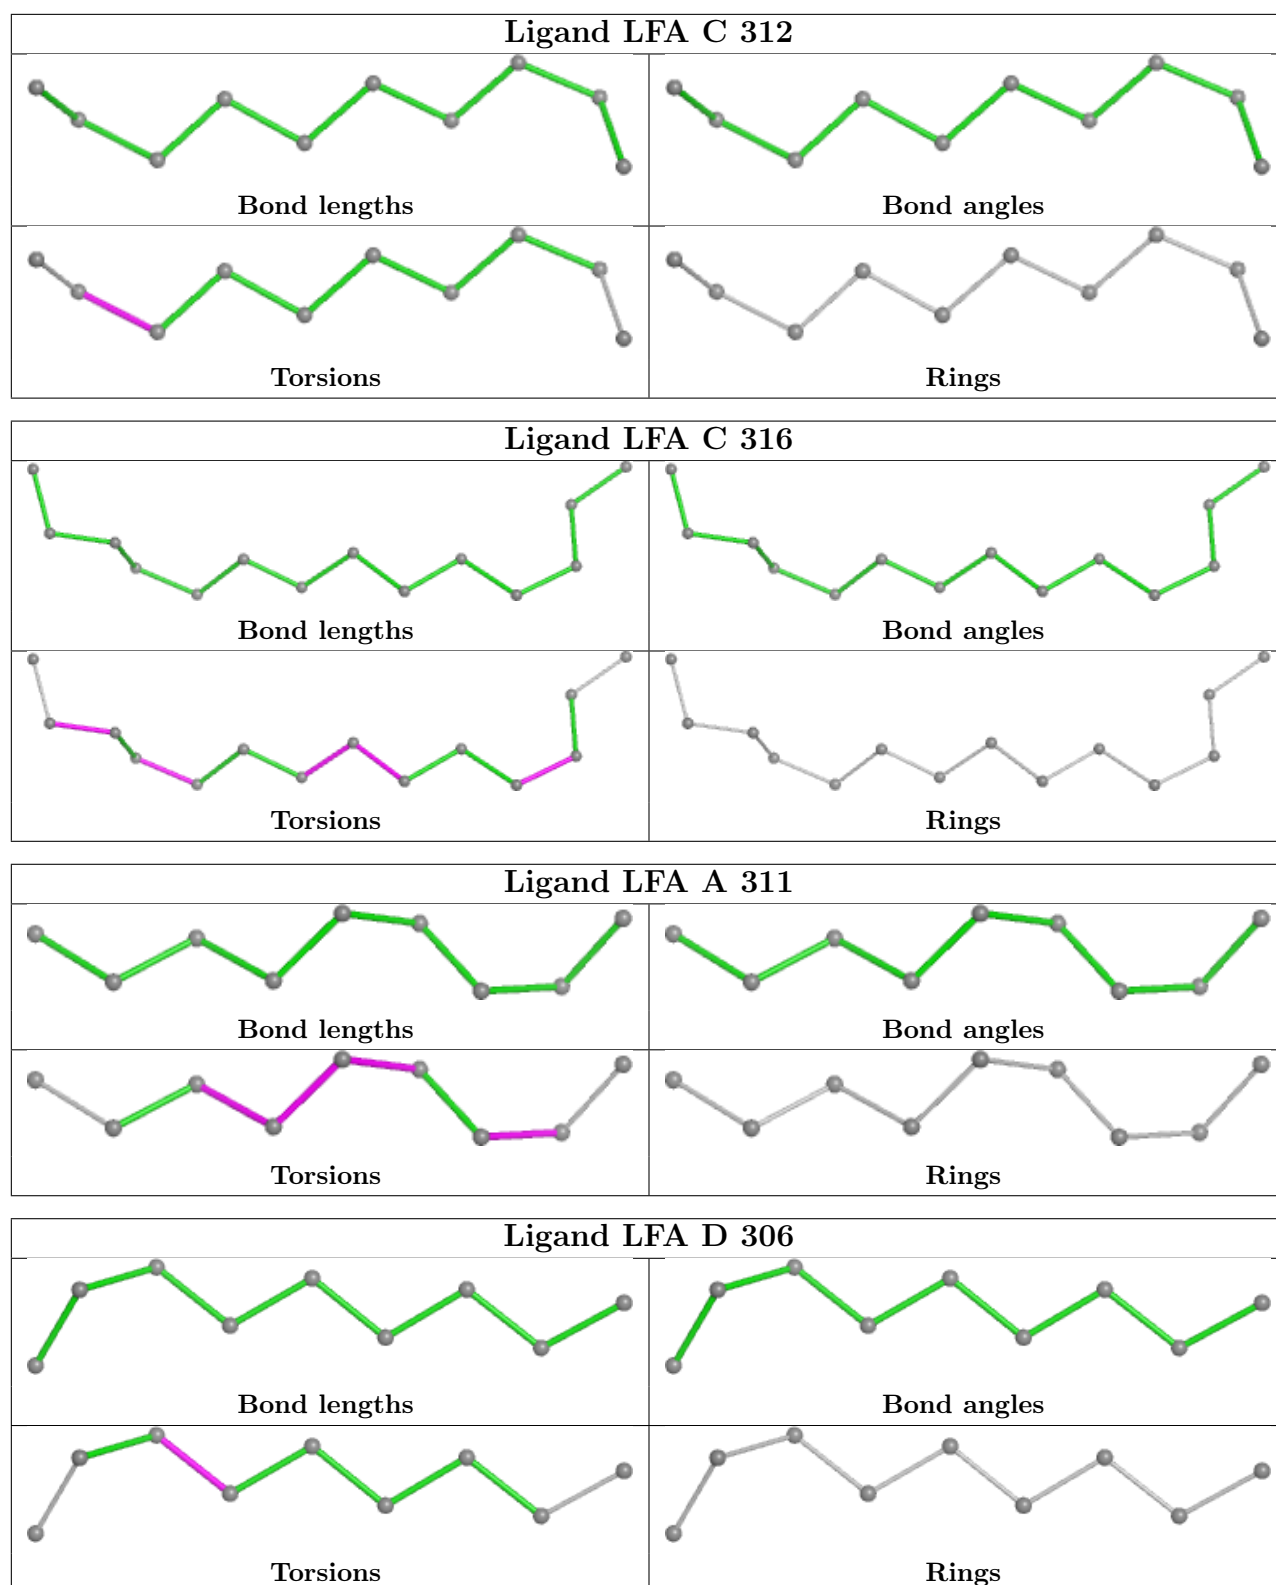 Ligand LFA C 312
Bond lengths
Bond angles
Torsions
Rings
Ligand LFA C 316
Bond lengths
Bond angles
Torsions
Rings
Ligand LFA A 311
Bond lengths
Bond angles
Torsions
Rings
Ligand LFA D 306
Bond lengths
Bond angles
Torsions
Rings